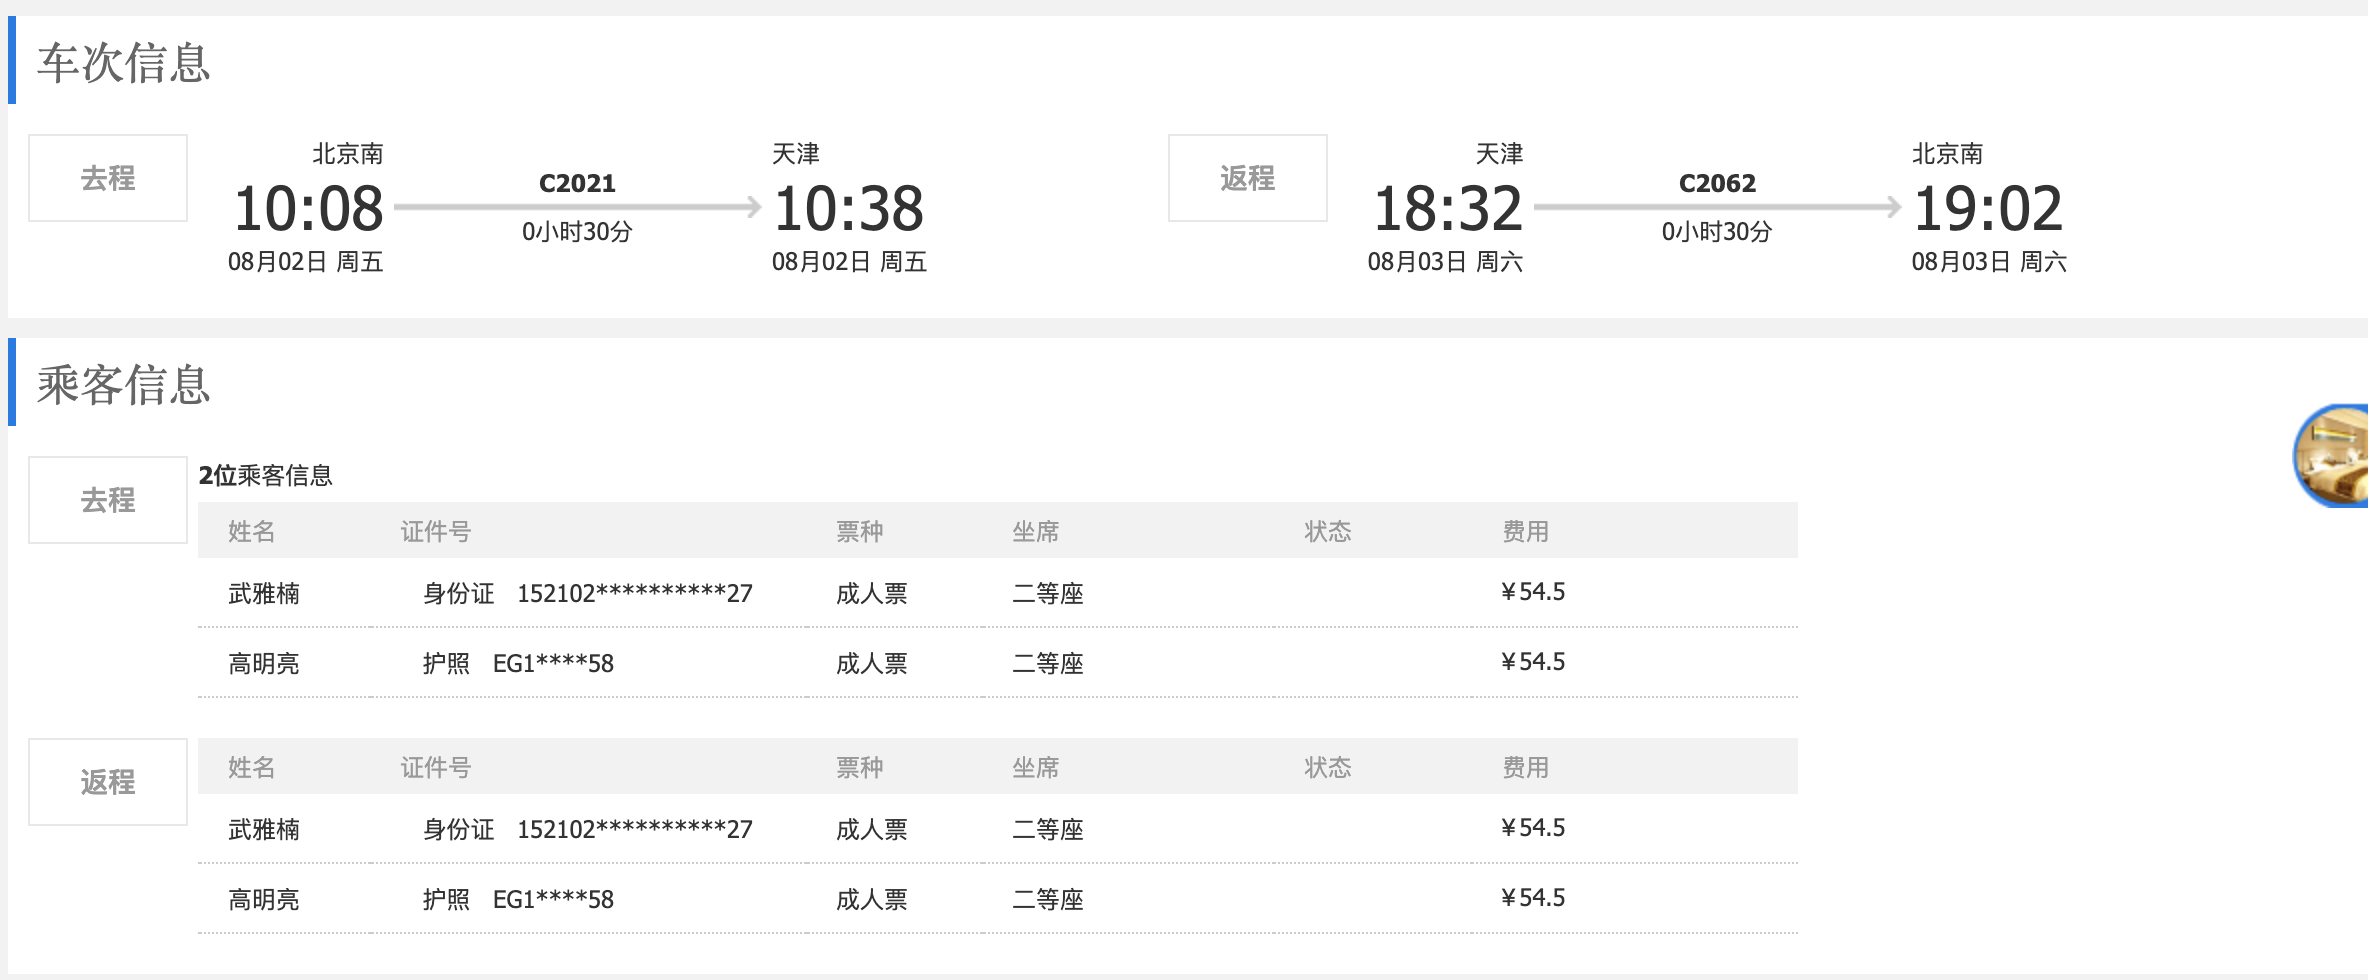 车次信息
去程
北京南
10:08
08月02日 周五
C2021
0小时30分
天津
10:38
08月02日 周五
返程
天津
18:32
08月03日 周六
C2062
0小时30分
北京南
19:02
08月03日 周六
乘客信息
去程
2位乘客信息
姓名 证件号 票种 坐席 状态 费用
武雅楠 身份证 152102**********27 成人票 二等座 ¥54.5
高明亮 护照 EG1****58 成人票 二等座 ¥54.5
返程
姓名 证件号 票种 坐席 状态 费用
武雅楠 身份证 152102**********27 成人票 二等座 ¥54.5
高明亮 护照 EG1****58 成人票 二等座 ¥54.5